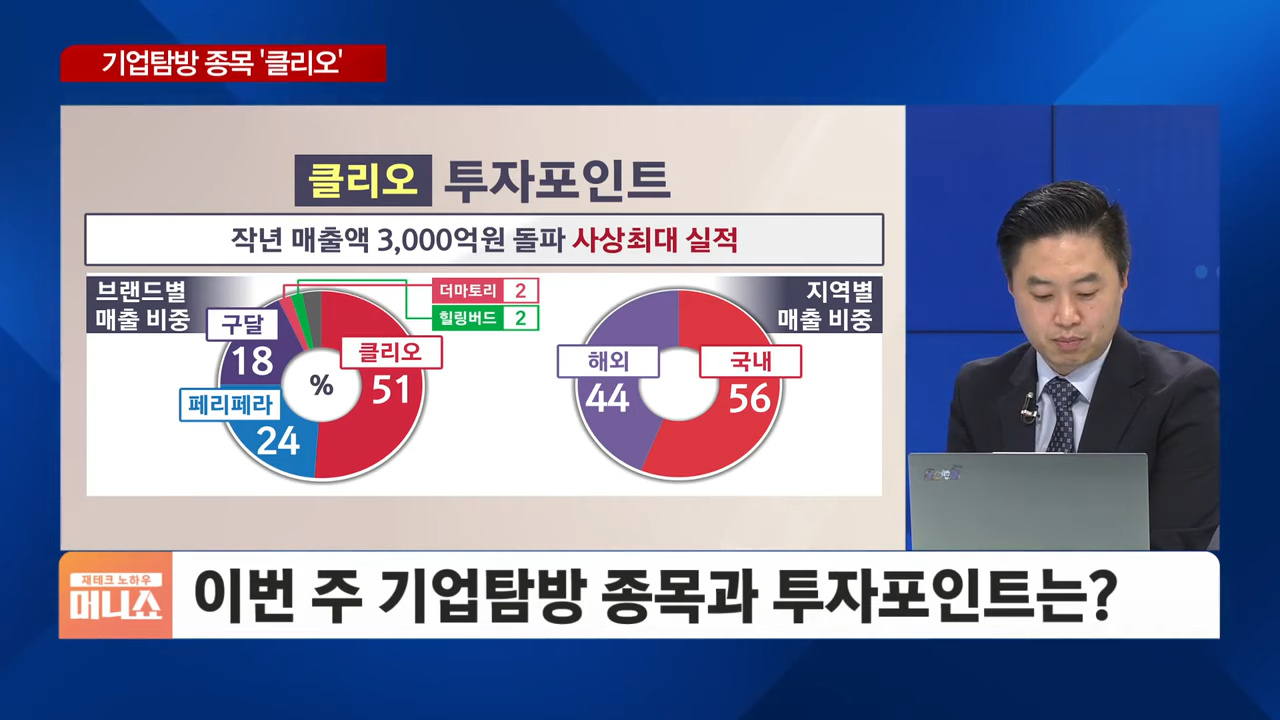 기업탐방 종목 '클리오'
클리오 투자포인트
작년 매출액 3,000억원 돌파 사상최대 실적
브랜드별
매출 비중
더마토리 2
힐링버드 2
구달
18
클리오
51
%
페리페라
24
지역별
매출 비중
해외
44
국내
56
재테크 노하우
머니쇼
이번 주 기업탐방 종목과 투자포인트는?